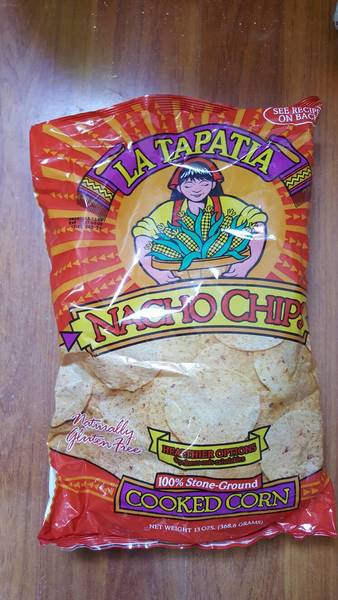 SEE RECIPE
ON BACK
LA TAPATIA
NACHO CHIPS
Naturally
Gluten Free
HEALTHIER OPTIONS
100% Stone-Ground
COOKED CORN
NET WEIGHT 13 OZS. (368.6 GRAMS)